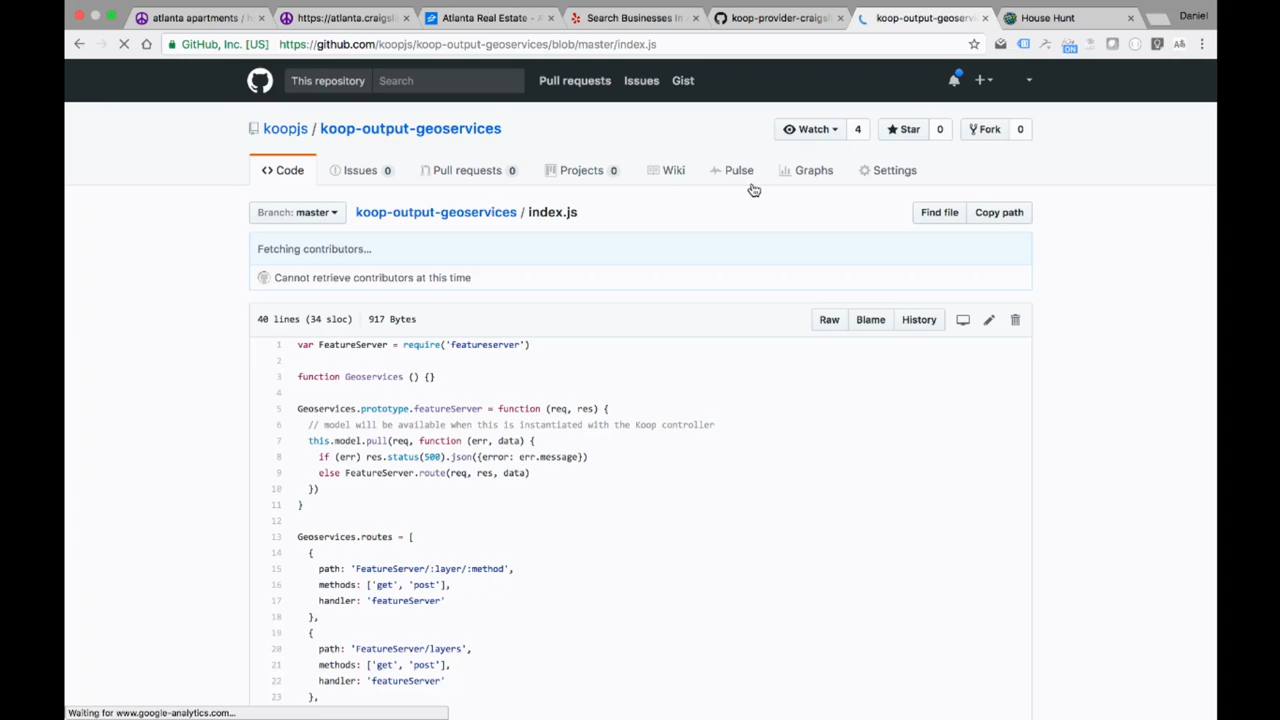 atlanta apartments / h
https://atlanta.craigsli
Atlanta Real Estate - A
Search Businesses In
koop-provider-craigs
koop-output-geoservi
House Hunt
Daniel
GitHub, Inc. [US] https://github.com/koopjs/koop-output-geoservices/blob/master/index.js
ON
This repository Search Pull requests Issues Gist
koopjs / koop-output-geoservices
Watch 4 Star 0 Fork 0
Code Issues 0 Pull requests 0 Projects 0 Wiki Pulse Graphs Settings
Branch: master koop-output-geoservices / index.js Find file Copy path
Fetching contributors...
Cannot retrieve contributors at this time
40 lines (34 sloc) 917 Bytes Raw Blame History
1 var FeatureServer = require('featureserver')
2
3 function Geoservices () {}
4
5 Geoservices.prototype.featureServer = function (req, res) {
6 // model will be available when this is instantiated with the Koop controller
7 this.model.pull(req, function (err, data) {
8 if (err) res.status(500).json({error: err.message})
9 else FeatureServer.route(req, res, data)
10 })
11 }
12
13 Geoservices.routes = [
14 {
15 path: 'FeatureServer/:layer/:method',
16 methods: ['get', 'post'],
17 handler: 'featureServer'
18 },
19 {
20 path: 'FeatureServer/layers',
21 methods: ['get', 'post'],
22 handler: 'featureServer'
23 },
Waiting for www.google-analytics.com...